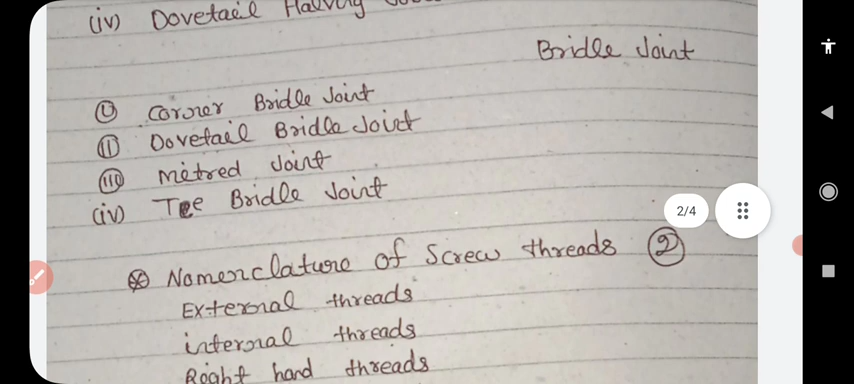 (iv) Dovetail Halving
Bridle Joint
(i) Corner Bridle Joint
(ii) Dovetail Bridle Joint
(iii) Mitred Joint
(iv) Tee Bridle Joint
2/4
Nomenclature of Screw threads (2)
External threads
internal threads
Right hand threads